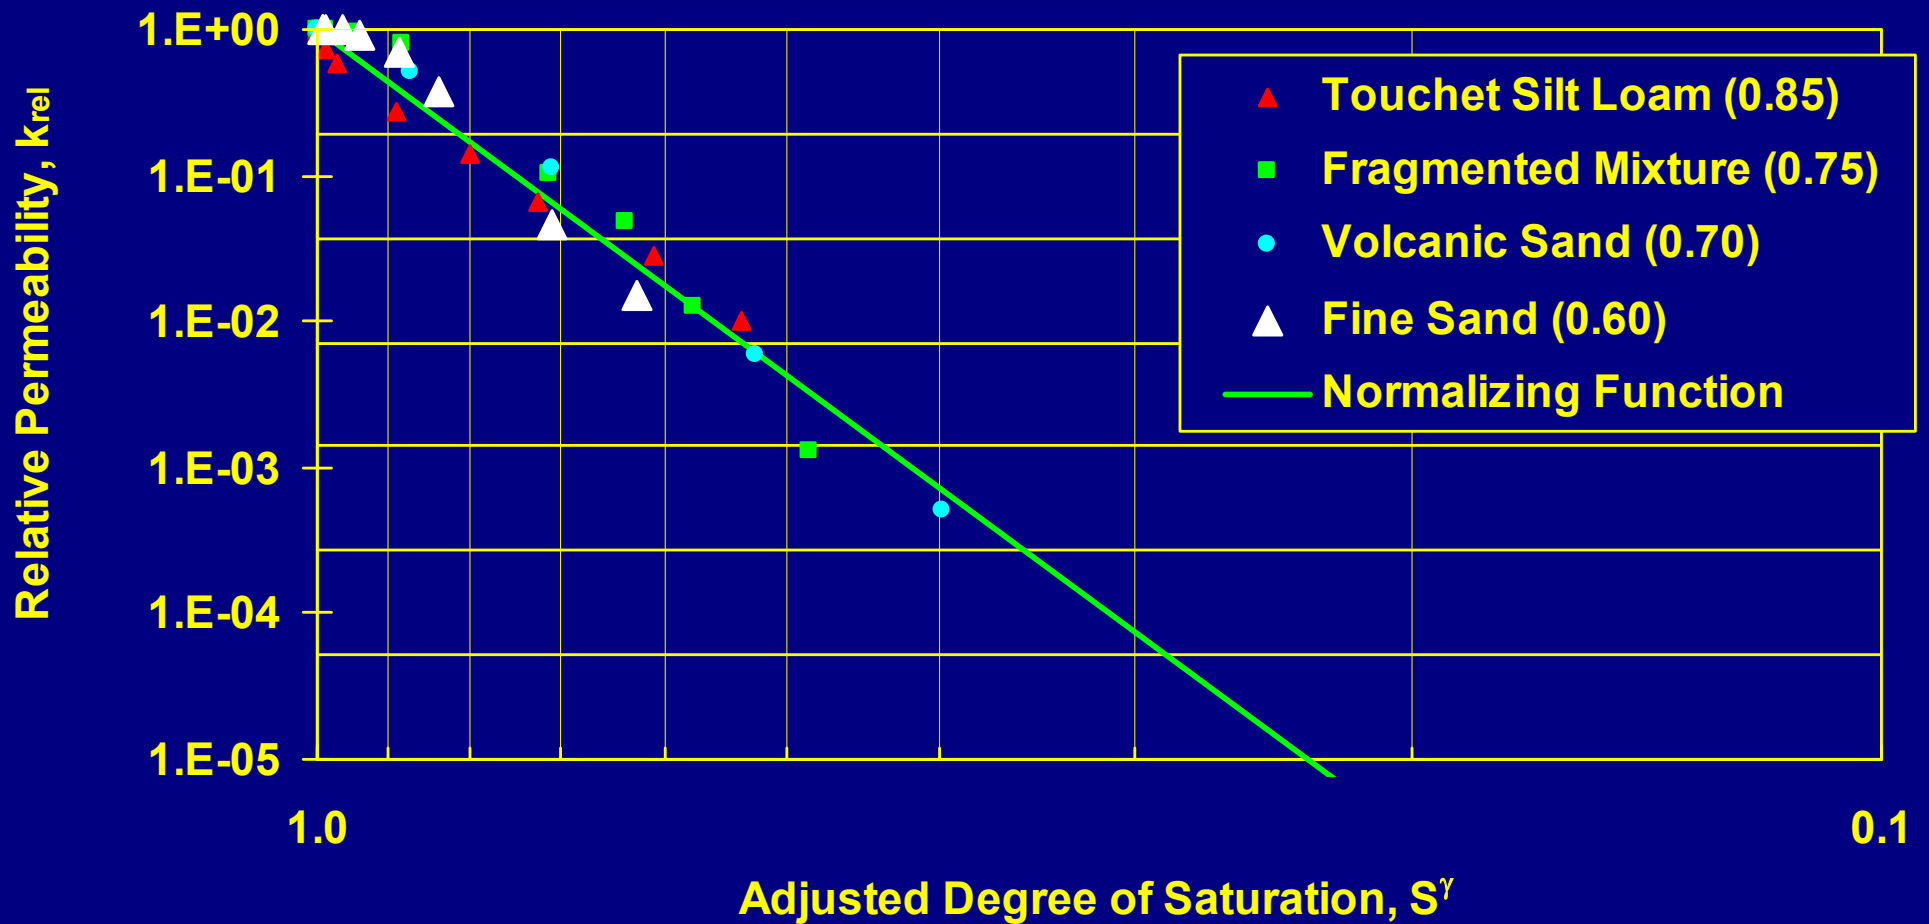 1.E+00
1.E-01
1.E-02
1.E-03
1.E-04
1.E-05
Relative Permeability, krel
Touchet Silt Loam (0.85)
Fragmented Mixture (0.75)
Volcanic Sand (0.70)
Fine Sand (0.60)
Normalizing Function
1.0
0.1
Adjusted Degree of Saturation, Sᵞ